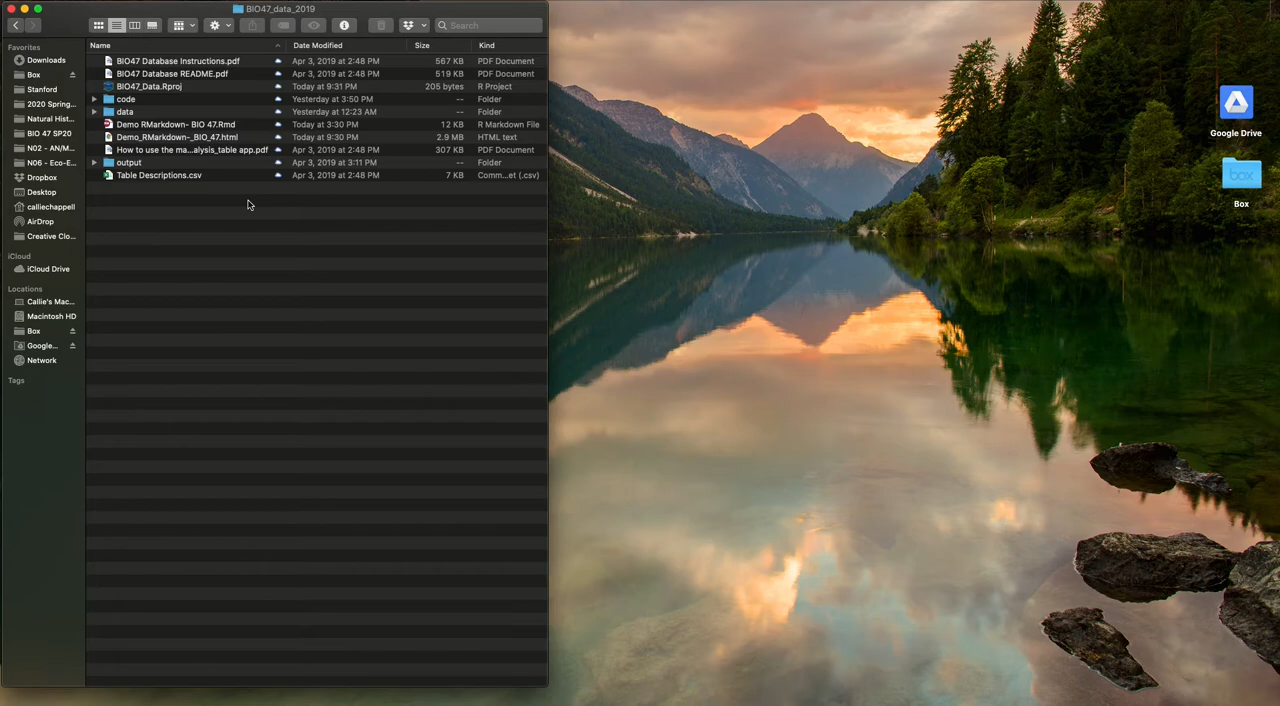 BIO47_data_2019
Search
Favorites
Downloads
Box
Stanford
2020 Spring...
Natural Hist...
BIO 47 SP20
N02 - AN/M...
N06 - Eco-E...
Dropbox
Desktop
calliechappell
AirDrop
Creative Clo...
iCloud
iCloud Drive
Locations
Callie's Mac...
Macintosh HD
Box
Google...
Network
Tags
Name Date Modified Size Kind
BIO47 Database Instructions.pdf Apr 3, 2019 at 2:48 PM 567 KB PDF Document
BIO47 Database README.pdf Apr 3, 2019 at 2:48 PM 519 KB PDF Document
BIO47_Data.Rproj Today at 9:31 PM 205 bytes R Project
code Yesterday at 3:50 PM -- Folder
data Yesterday at 12:23 AM -- Folder
Demo RMarkdown- BIO 47.Rmd Today at 3:30 PM 12 KB R Markdown File
Demo_RMarkdown-_BIO_47.html Today at 9:30 PM 2.9 MB HTML text
How to use the ma...alysis_table app.pdf Apr 3, 2019 at 2:48 PM 307 KB PDF Document
output Apr 3, 2019 at 3:11 PM -- Folder
Table Descriptions.csv Apr 3, 2019 at 2:48 PM 7 KB Comm...et (.csv)
Google Drive
box
Box